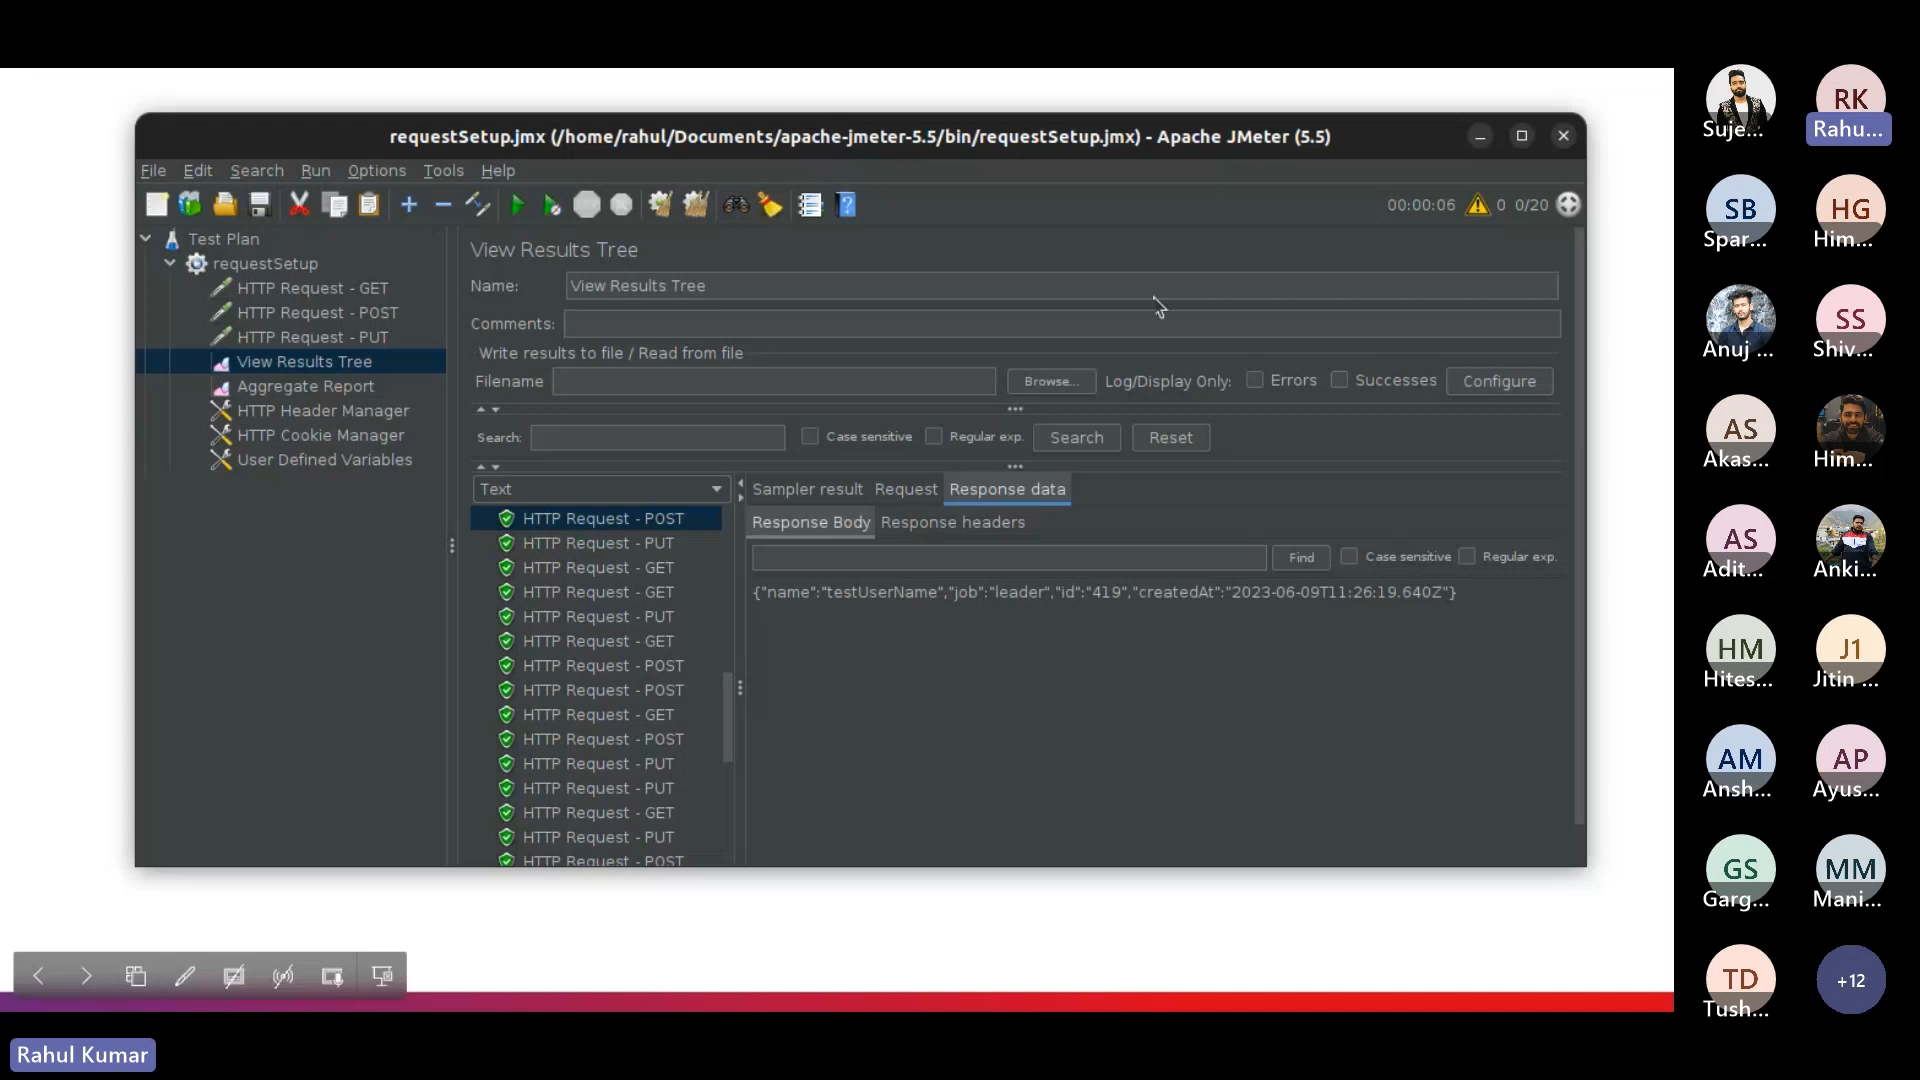 requestSetup.jmx (/home/rahul/Documents/apache-jmeter-5.5/bin/requestSetup.jmx) - Apache JMeter (5.5)
File Edit Search Run Options Tools Help
00:00:06 0 0/20
Test Plan
requestSetup
HTTP Request - GET
HTTP Request - POST
HTTP Request - PUT
View Results Tree
Aggregate Report
HTTP Header Manager
HTTP Cookie Manager
User Defined Variables
View Results Tree
Name: View Results Tree
Comments:
Write results to file / Read from file
Filename Browse... Log/Display Only: Errors Successes Configure
Search: Case sensitive Regular exp. Search Reset
Text
HTTP Request - POST
HTTP Request - PUT
HTTP Request - GET
HTTP Request - GET
HTTP Request - PUT
HTTP Request - GET
HTTP Request - POST
HTTP Request - POST
HTTP Request - GET
HTTP Request - POST
HTTP Request - PUT
HTTP Request - PUT
HTTP Request - GET
HTTP Request - PUT
HTTP Request - POST
Sampler result Request Response data
Response Body Response headers
Find Case sensitive Regular exp.
{"name":"testUserName","job":"leader","id":"419","createdAt":"2023-06-09T11:26:19.640Z"}
Suje...
RK
Rahu...
SB
Spar...
HG
Him...
Anuj ...
SS
Shiv...
AS
Akas...
Him...
AS
Adit...
Anki...
HM
Hites...
J1
Jitin ...
AM
Ansh...
AP
Ayus...
GS
Garg...
MM
Mani...
TD
Tush...
+12
Rahul Kumar